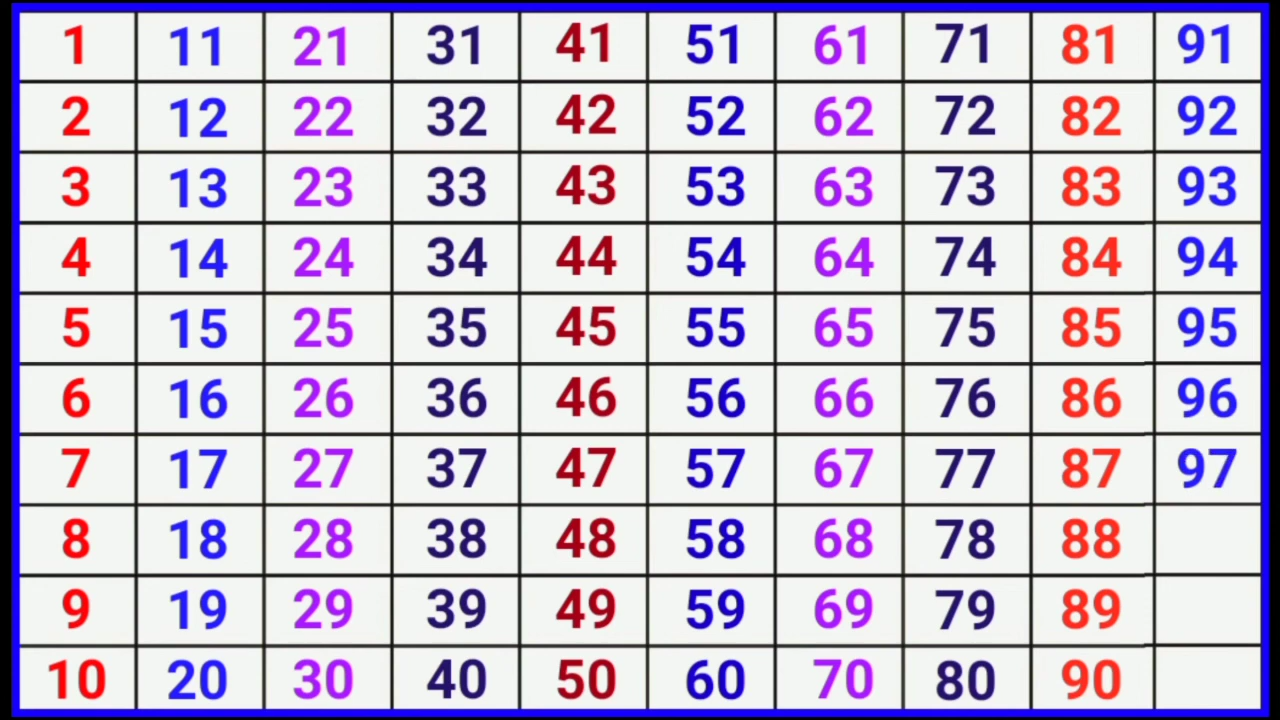 1 11 21 31 41 51 61 71 81 91
2 12 22 32 42 52 62 72 82 92
3 13 23 33 43 53 63 73 83 93
4 14 24 34 44 54 64 74 84 94
5 15 25 35 45 55 65 75 85 95
6 16 26 36 46 56 66 76 86 96
7 17 27 37 47 57 67 77 87 97
8 18 28 38 48 58 68 78 88
9 19 29 39 49 59 69 79 89
10 20 30 40 50 60 70 80 90